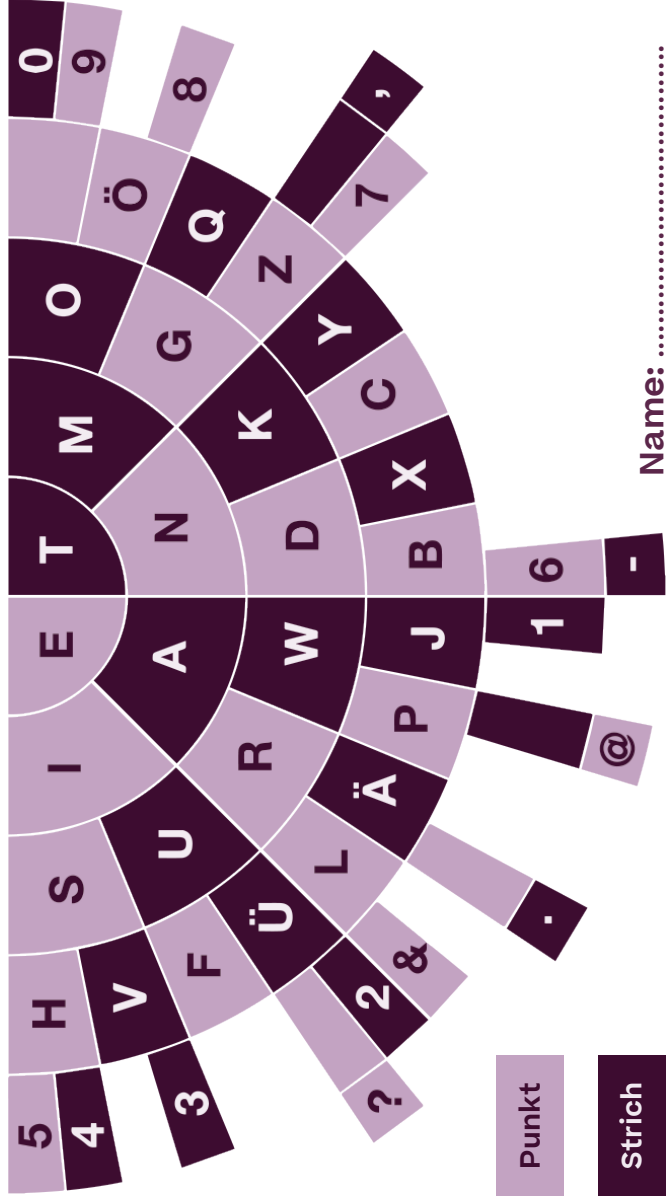 E T
I A N M
S U R W D K G O
H V F Ü L Ä P J B X C Y Z Q Ö
5 4 3 2 & 1 6 7 8 9 0
? . @ - ,
Punkt
Strich
Name: ......................................